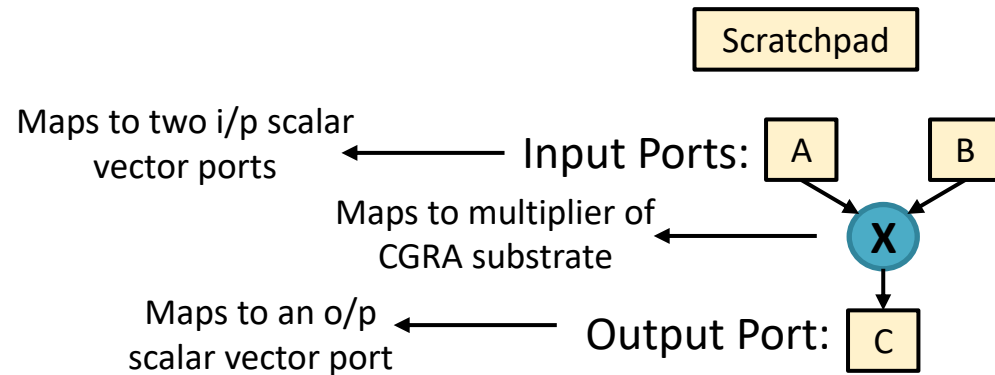 Scratchpad
Maps to two i/p scalar
vector ports
Input Ports:
A
B
Maps to multiplier of
CGRA substrate
X
Maps to an o/p
scalar vector port
Output Port:
C